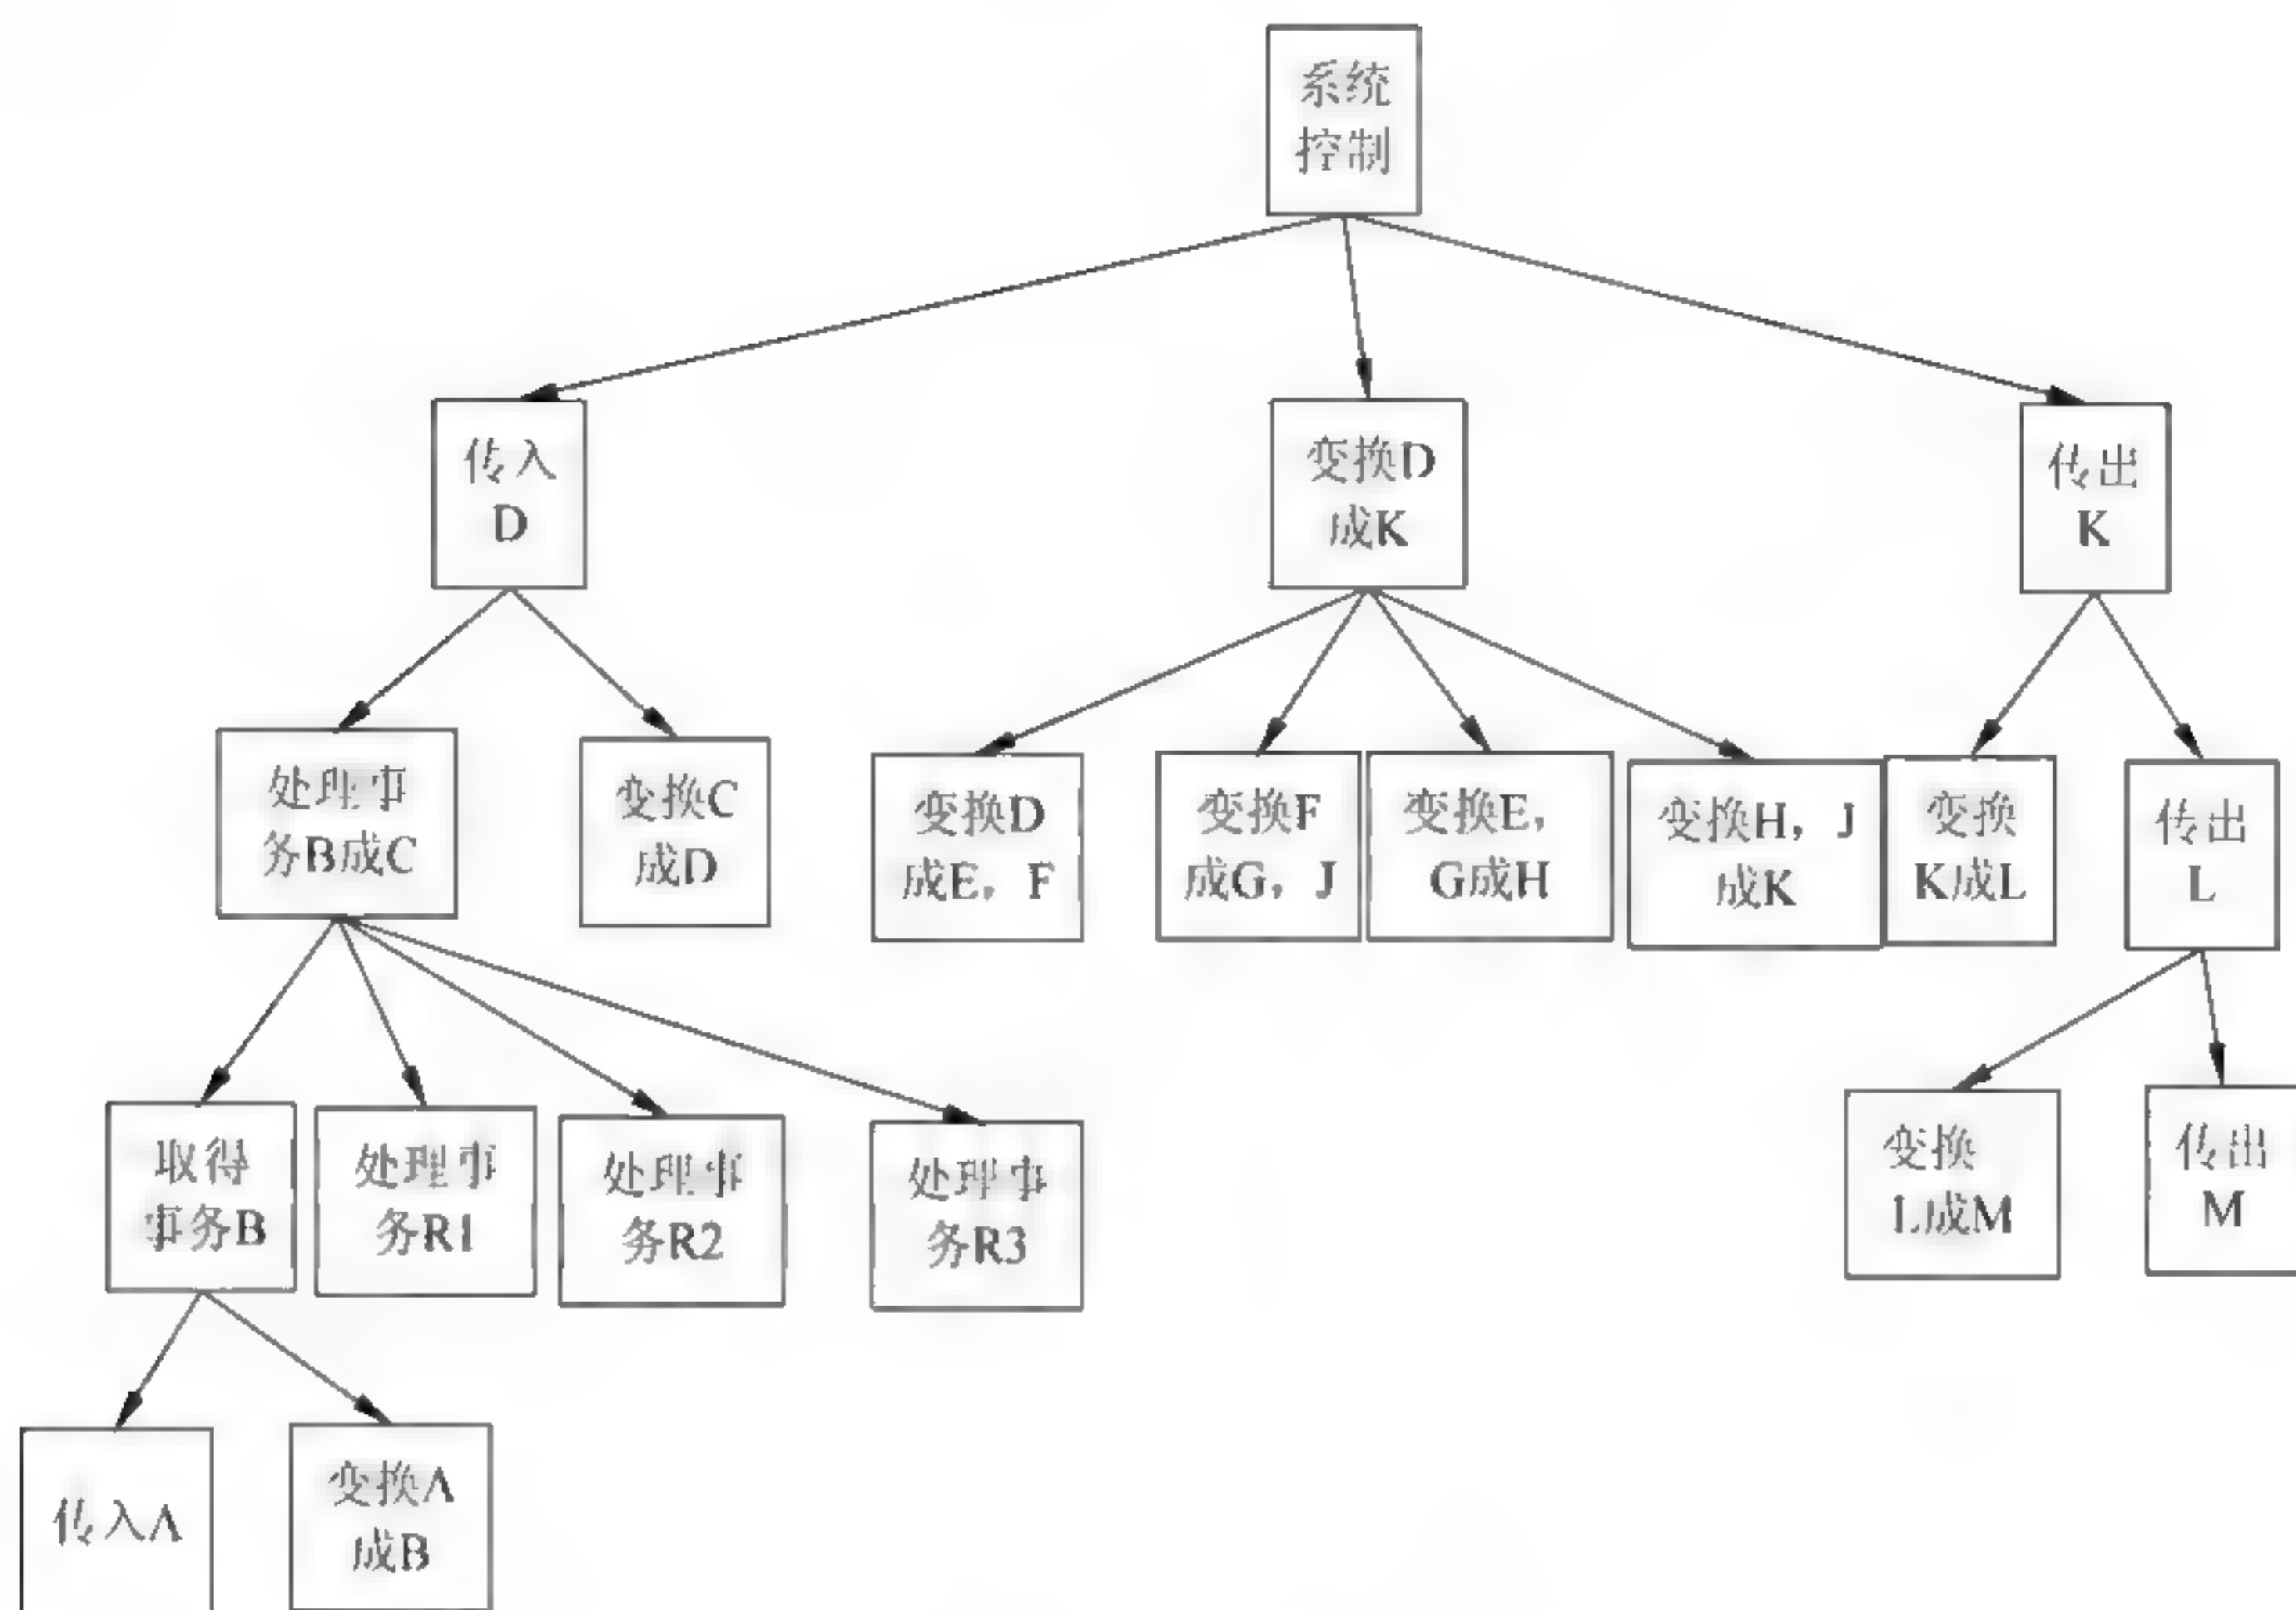 系统
控制
传入
D
变换D
成K
传出
K
处理事
务B成C
变换C
成D
变换D
成E，F
变换F
成G，J
变换E，
G成H
变换H，J
成K
变换
K成L
传出
L
取得
事务B
处理事
务R1
处理事
务R2
处理事
务R3
变换
L成M
传出
M
传入A
变换A
成B